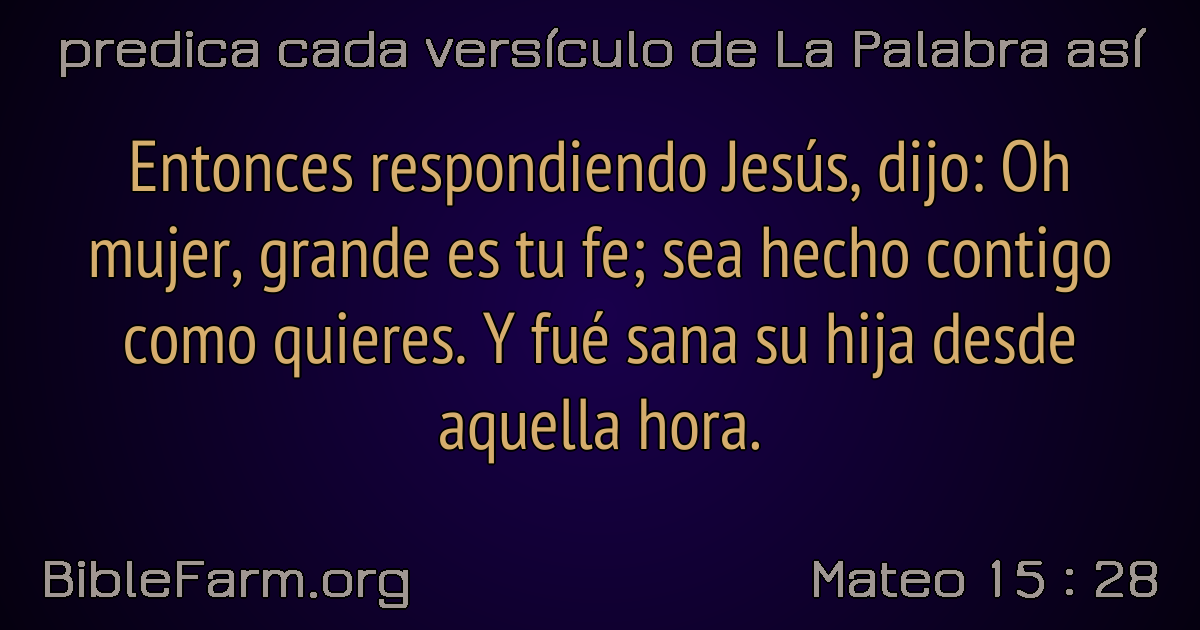 predica cada versículo de La Palabra así
Entonces respondiendo Jesús, dijo: Oh
mujer, grande es tu fe; sea hecho contigo
como quieres. Y fué sana su hija desde
aquella hora.
BibleFarm.org
Mateo 15 : 28